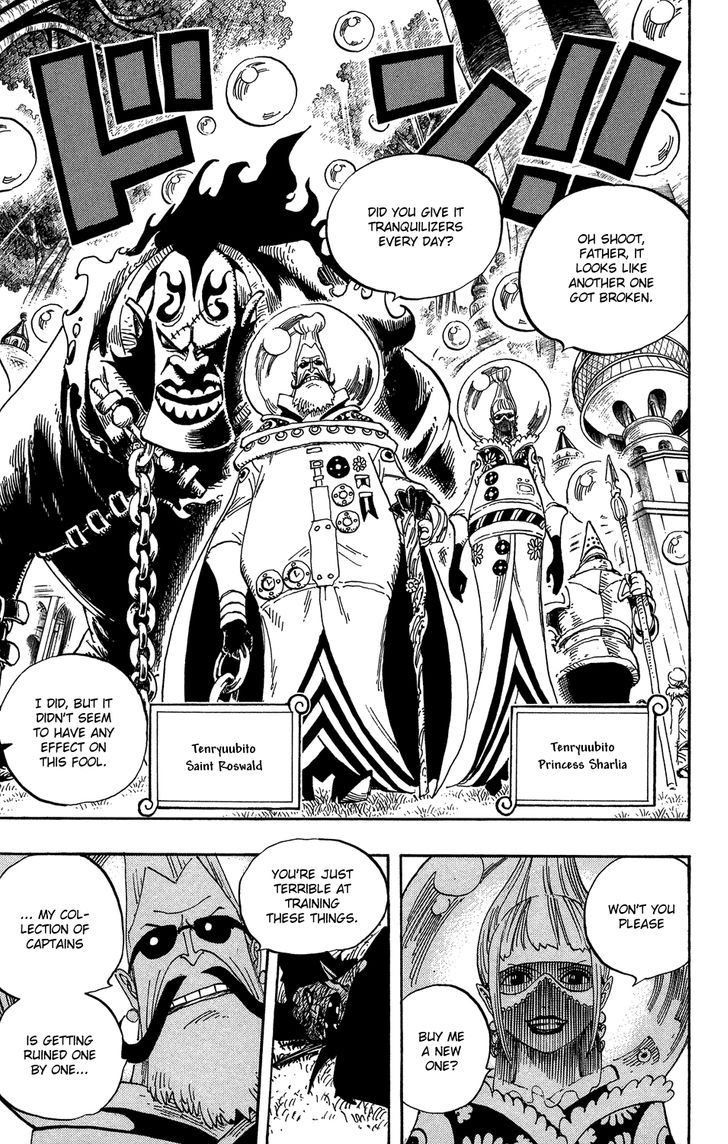 ドン!!
OH SHOOT,
FATHER, IT
LOOKS LIKE
ANOTHER ONE
GOT BROKEN.
DID YOU GIVE IT
TRANQUILIZERS
EVERY DAY?
I DID, BUT IT
DIDN'T SEEM
TO HAVE ANY
EFFECT ON
THIS FOOL.
Tenryuubito
Princess Sharlia
Tenryuubito
Saint Roswald
WON'T YOU
PLEASE
BUY ME
A NEW
ONE?
YOU'RE JUST
TERRIBLE AT
TRAINING
THESE THINGS.
... MY COL-
LECTION OF
CAPTAINS
IS GETTING
RUINED ONE
BY ONE...